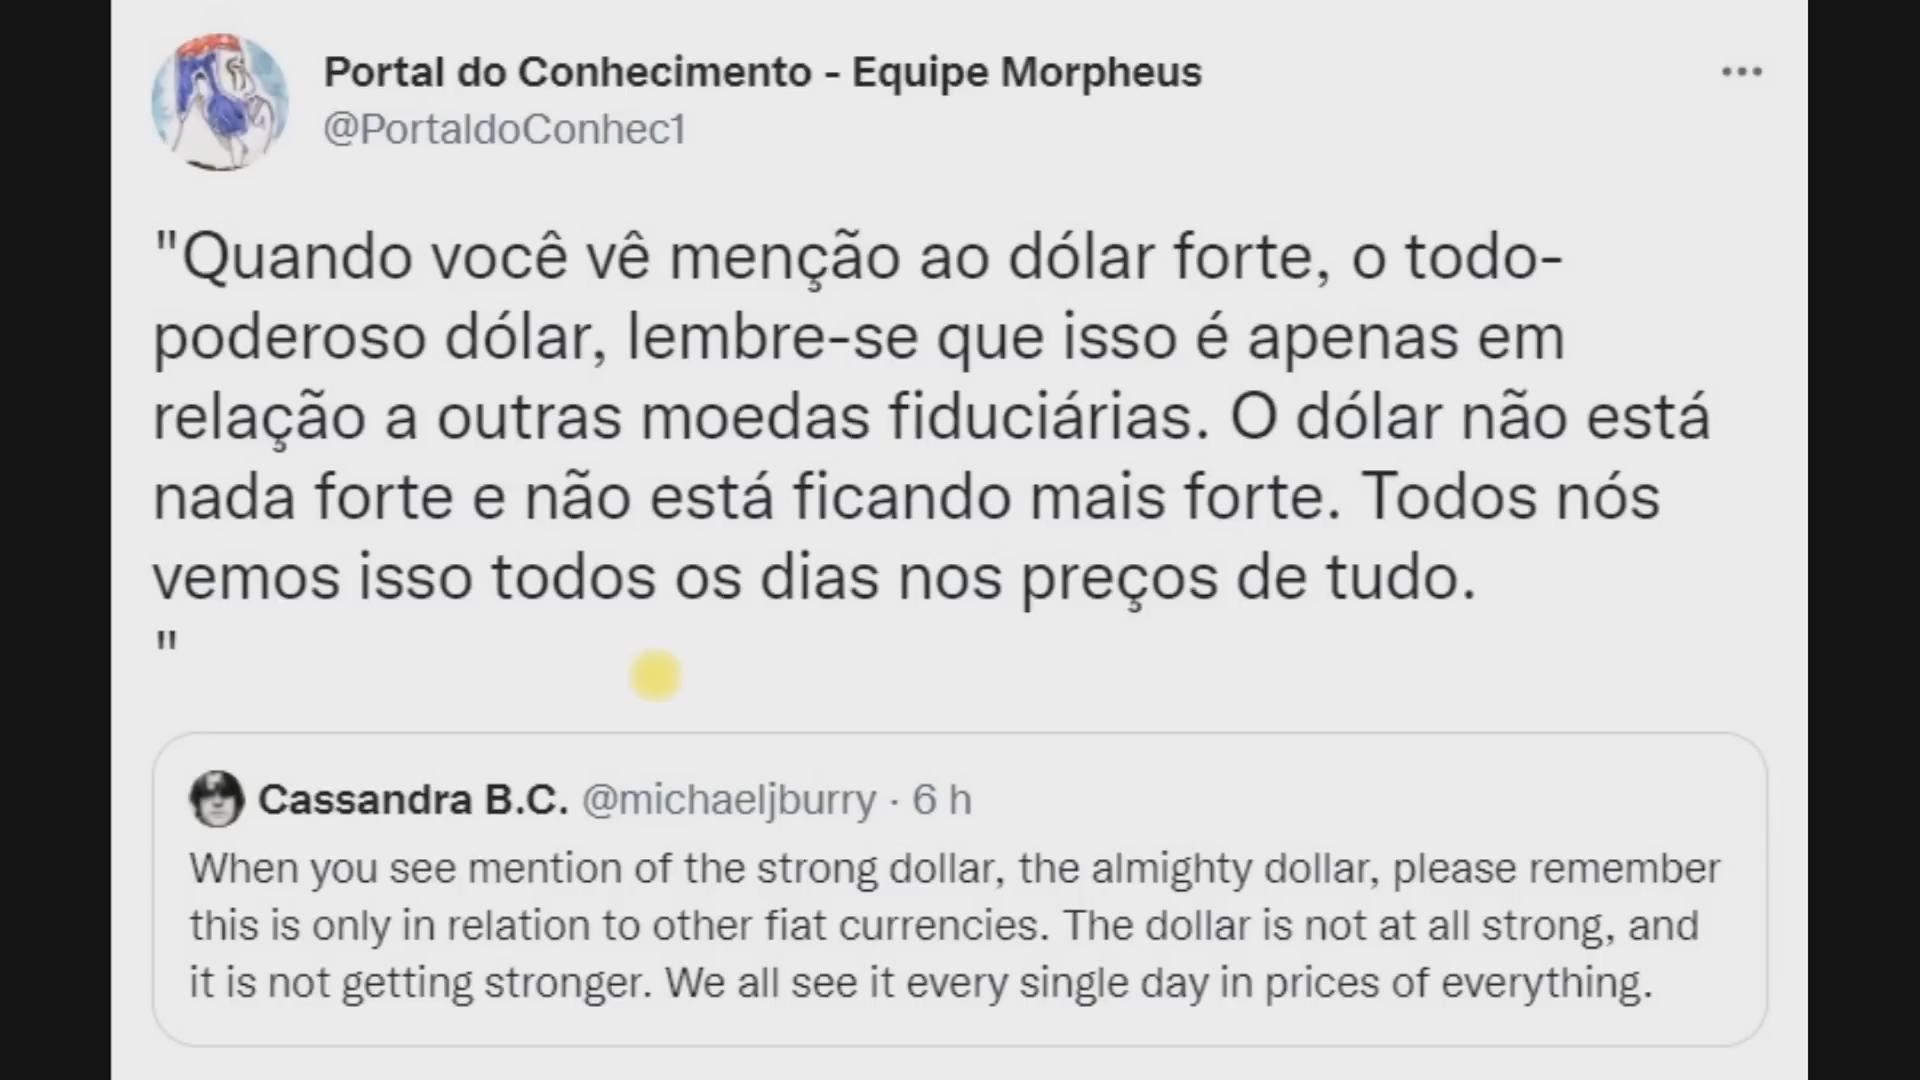 Portal do Conhecimento - Equipe Morpheus
@PortaldoConhec1
"Quando você vê menção ao dólar forte, o todo-
poderoso dólar, lembre-se que isso é apenas em
relação a outras moedas fiduciárias. O dólar não está
nada forte e não está ficando mais forte. Todos nós
vemos isso todos os dias nos preços de tudo.
"
Cassandra B.C. @michaeljburry · 6 h
When you see mention of the strong dollar, the almighty dollar, please remember
this is only in relation to other fiat currencies. The dollar is not at all strong, and
it is not getting stronger. We all see it every single day in prices of everything.